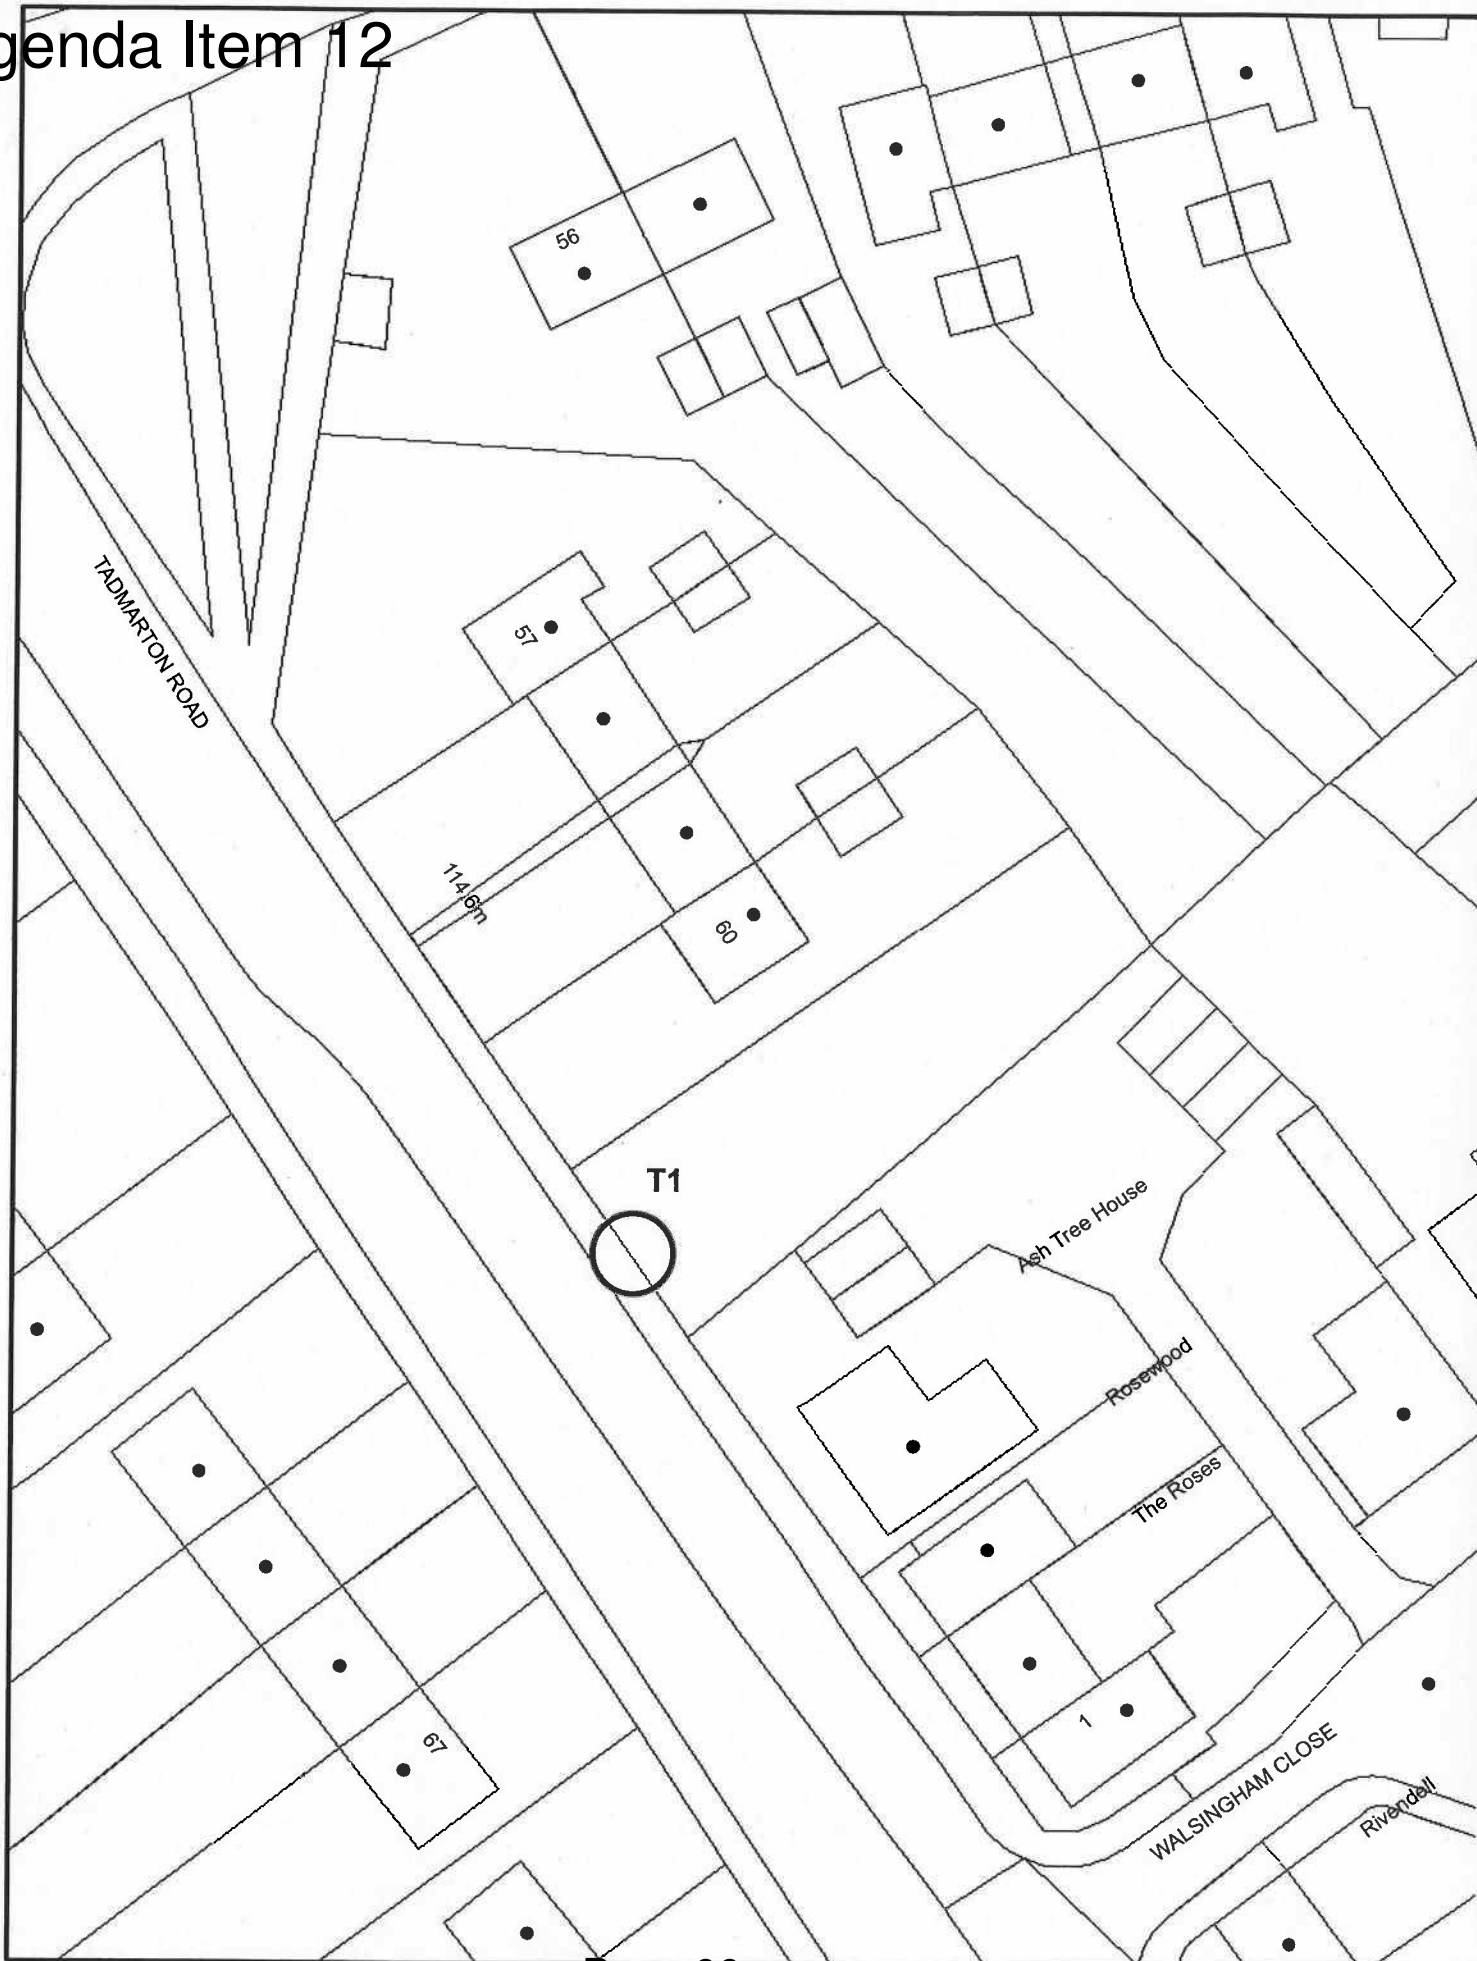 genda Item 12
56
TADMARTON ROAD
57
114.6m
60
T1
Ash Tree House
Rosewood
The Roses
67
1
WALSINGHAM CLOSE
Rivendell